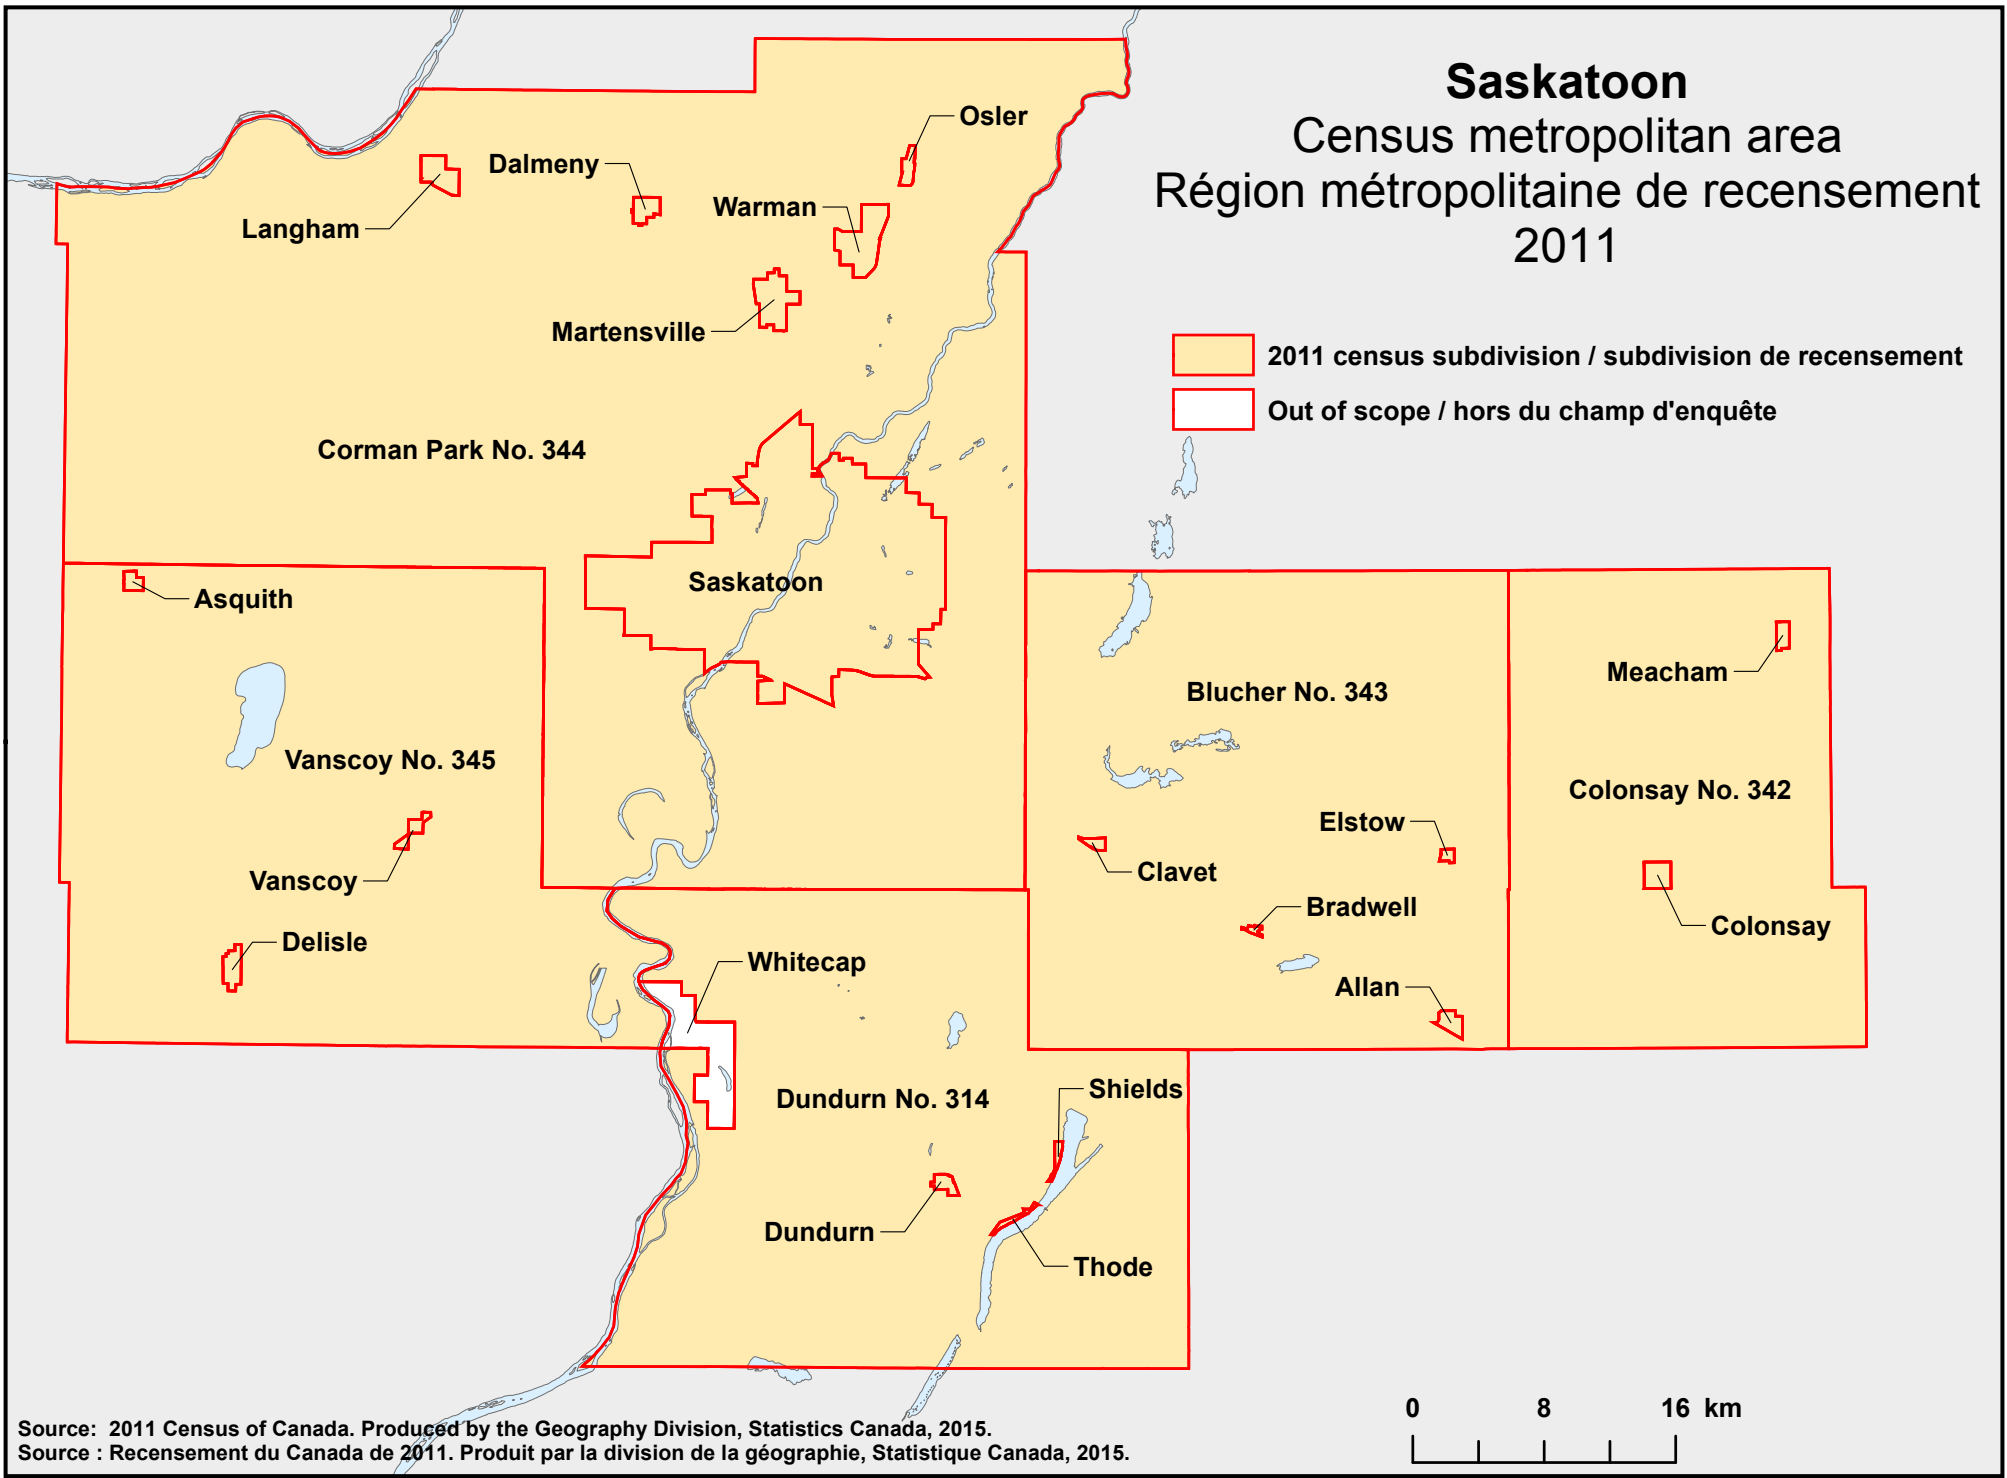 Saskatoon
Census metropolitan area
Région métropolitaine de recensement
2011
2011 census subdivision / subdivision de recensement
Out of scope / hors du champ d'enquête
Osler
Dalmeny
Warman
Langham
Martensville
Corman Park No. 344
Saskatoon
Asquith
Meacham
Blucher No. 343
Vanscoy No. 345
Colonsay No. 342
Elstow
Clavet
Vanscoy
Bradwell
Colonsay
Delisle
Whitecap
Allan
Shields
Dundurn No. 314
Dundurn
Thode
0 8 16 km
Source: 2011 Census of Canada. Produced by the Geography Division, Statistics Canada, 2015.
Source : Recensement du Canada de 2011. Produit par la division de la géographie, Statistique Canada, 2015.